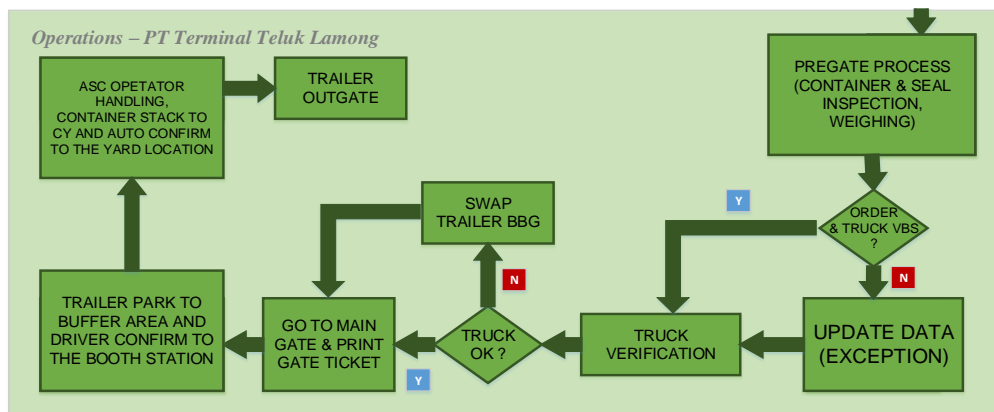 Operations – PT Terminal Teluk Lamong
PREGATE PROCESS
(CONTAINER & SEAL
INSPECTION,
WEIGHING)
ORDER
& TRUCK VBS
?
Y
N
UPDATE DATA
(EXCEPTION)
TRUCK
VERIFICATION
TRUCK
OK ?
N
Y
SWAP
TRAILER BBG
GO TO MAIN
GATE & PRINT
GATE TICKET
TRAILER PARK TO
BUFFER AREA AND
DRIVER CONFIRM TO
THE BOOTH STATION
ASC OPETATOR
HANDLING,
CONTAINER STACK TO
CY AND AUTO CONFIRM
TO THE YARD LOCATION
TRAILER
OUTGATE